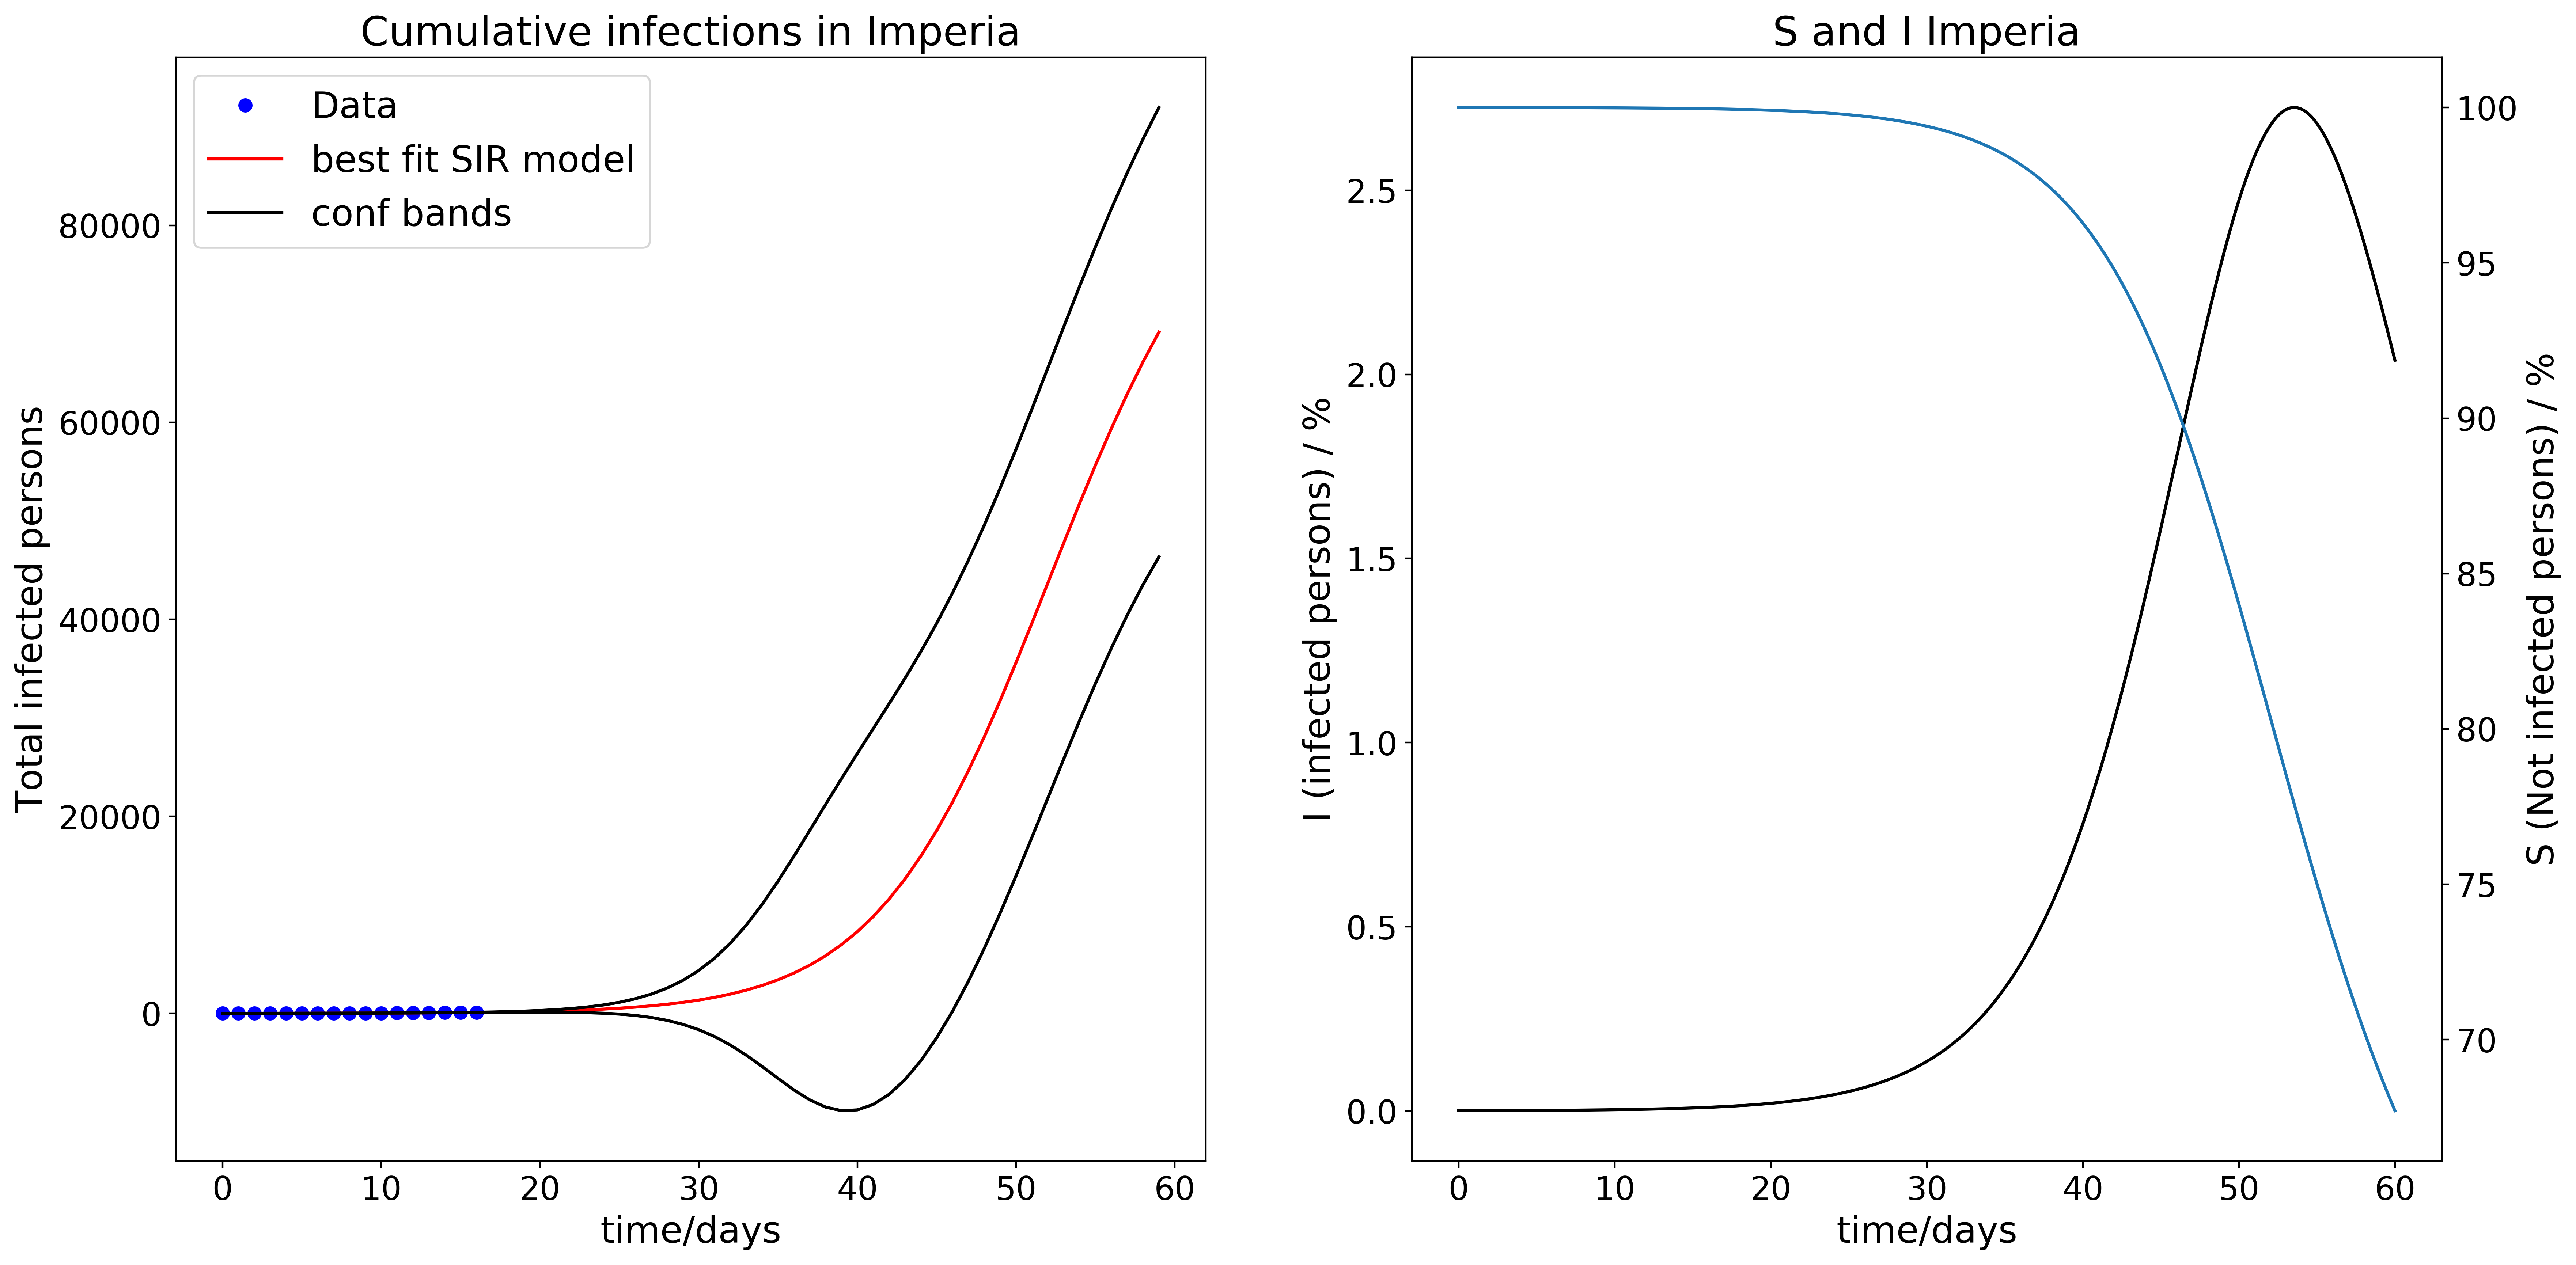 Cumulative infections in Imperia
Data
best fit SIR model
conf bands
Total infected persons
80000
60000
40000
20000
0
0 10 20 30 40 50 60
time/days
S and I Imperia
I (infected persons) / %
2.5
2.0
1.5
1.0
0.5
0.0
0 10 20 30 40 50 60
time/days
100
95
90
85
80
75
70
S (Not infected persons) / %